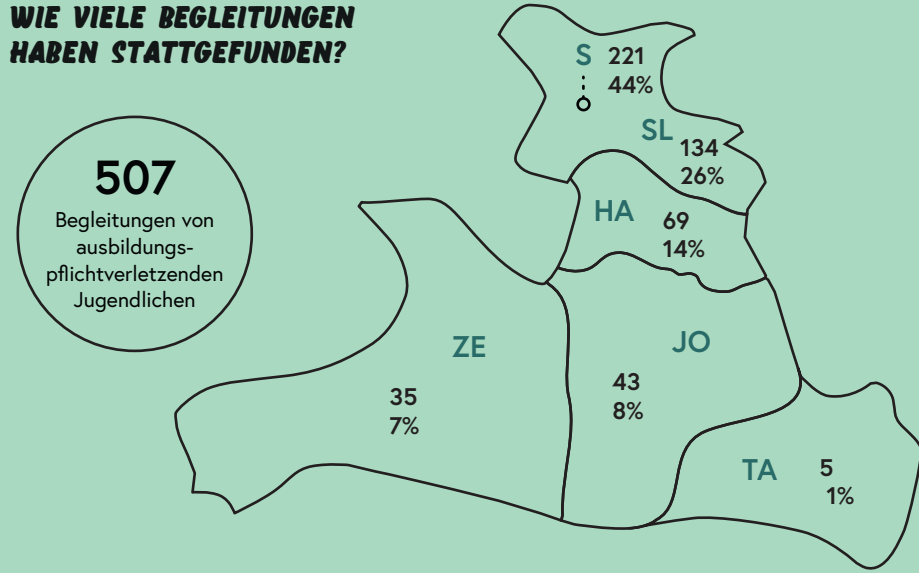 WIE VIELE BEGLEITUNGEN
HABEN STATTGEFUNDEN?
507
Begleitungen von
ausbildungs-
pflichtverletzenden
Jugendlichen
S 221
44%
SL 134
26%
HA 69
14%
ZE
35
7%
JO
43
8%
TA 5
1%